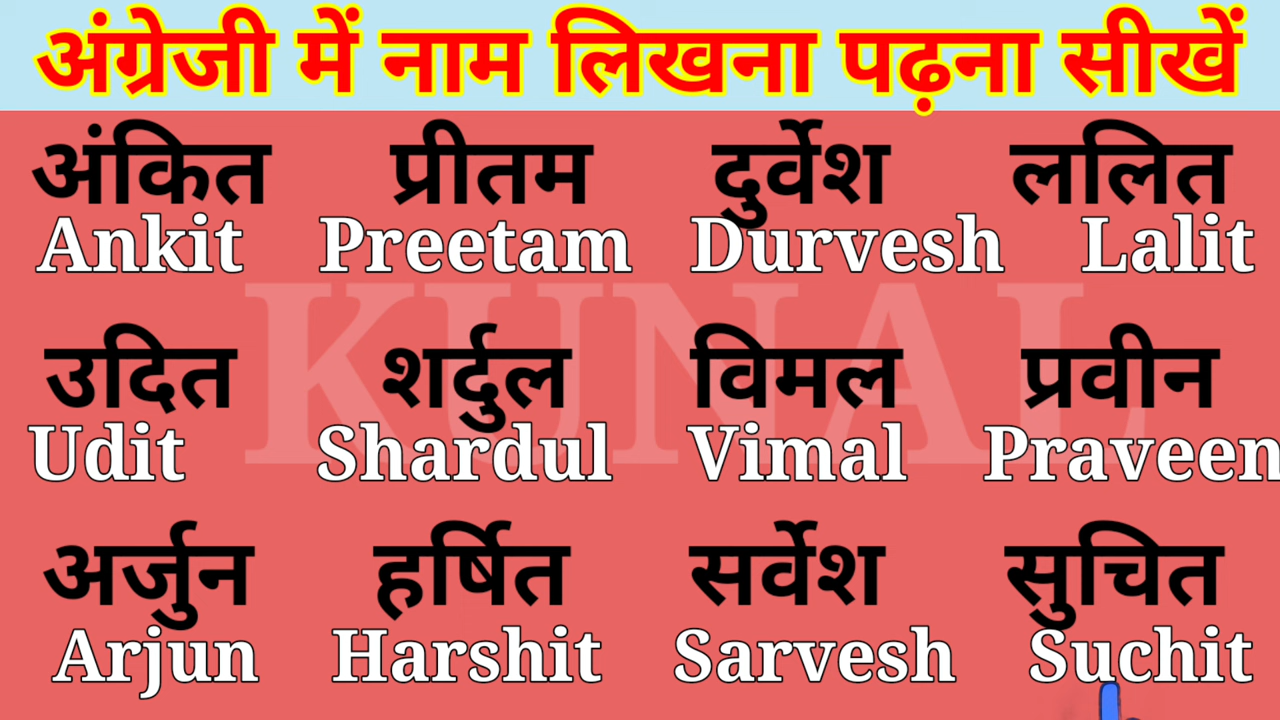 अंग्रेजी में नाम लिखना पढ़ना सीखें
अंकित प्रीतम दुर्वेश ललित
Ankit Preetam Durvesh Lalit
KUNAL
उदित शर्दुल विमल प्रवीन
Udit Shardul Vimal Praveen
अर्जुन हर्षित सर्वेश सुचित
Arjun Harshit Sarvesh Suchit